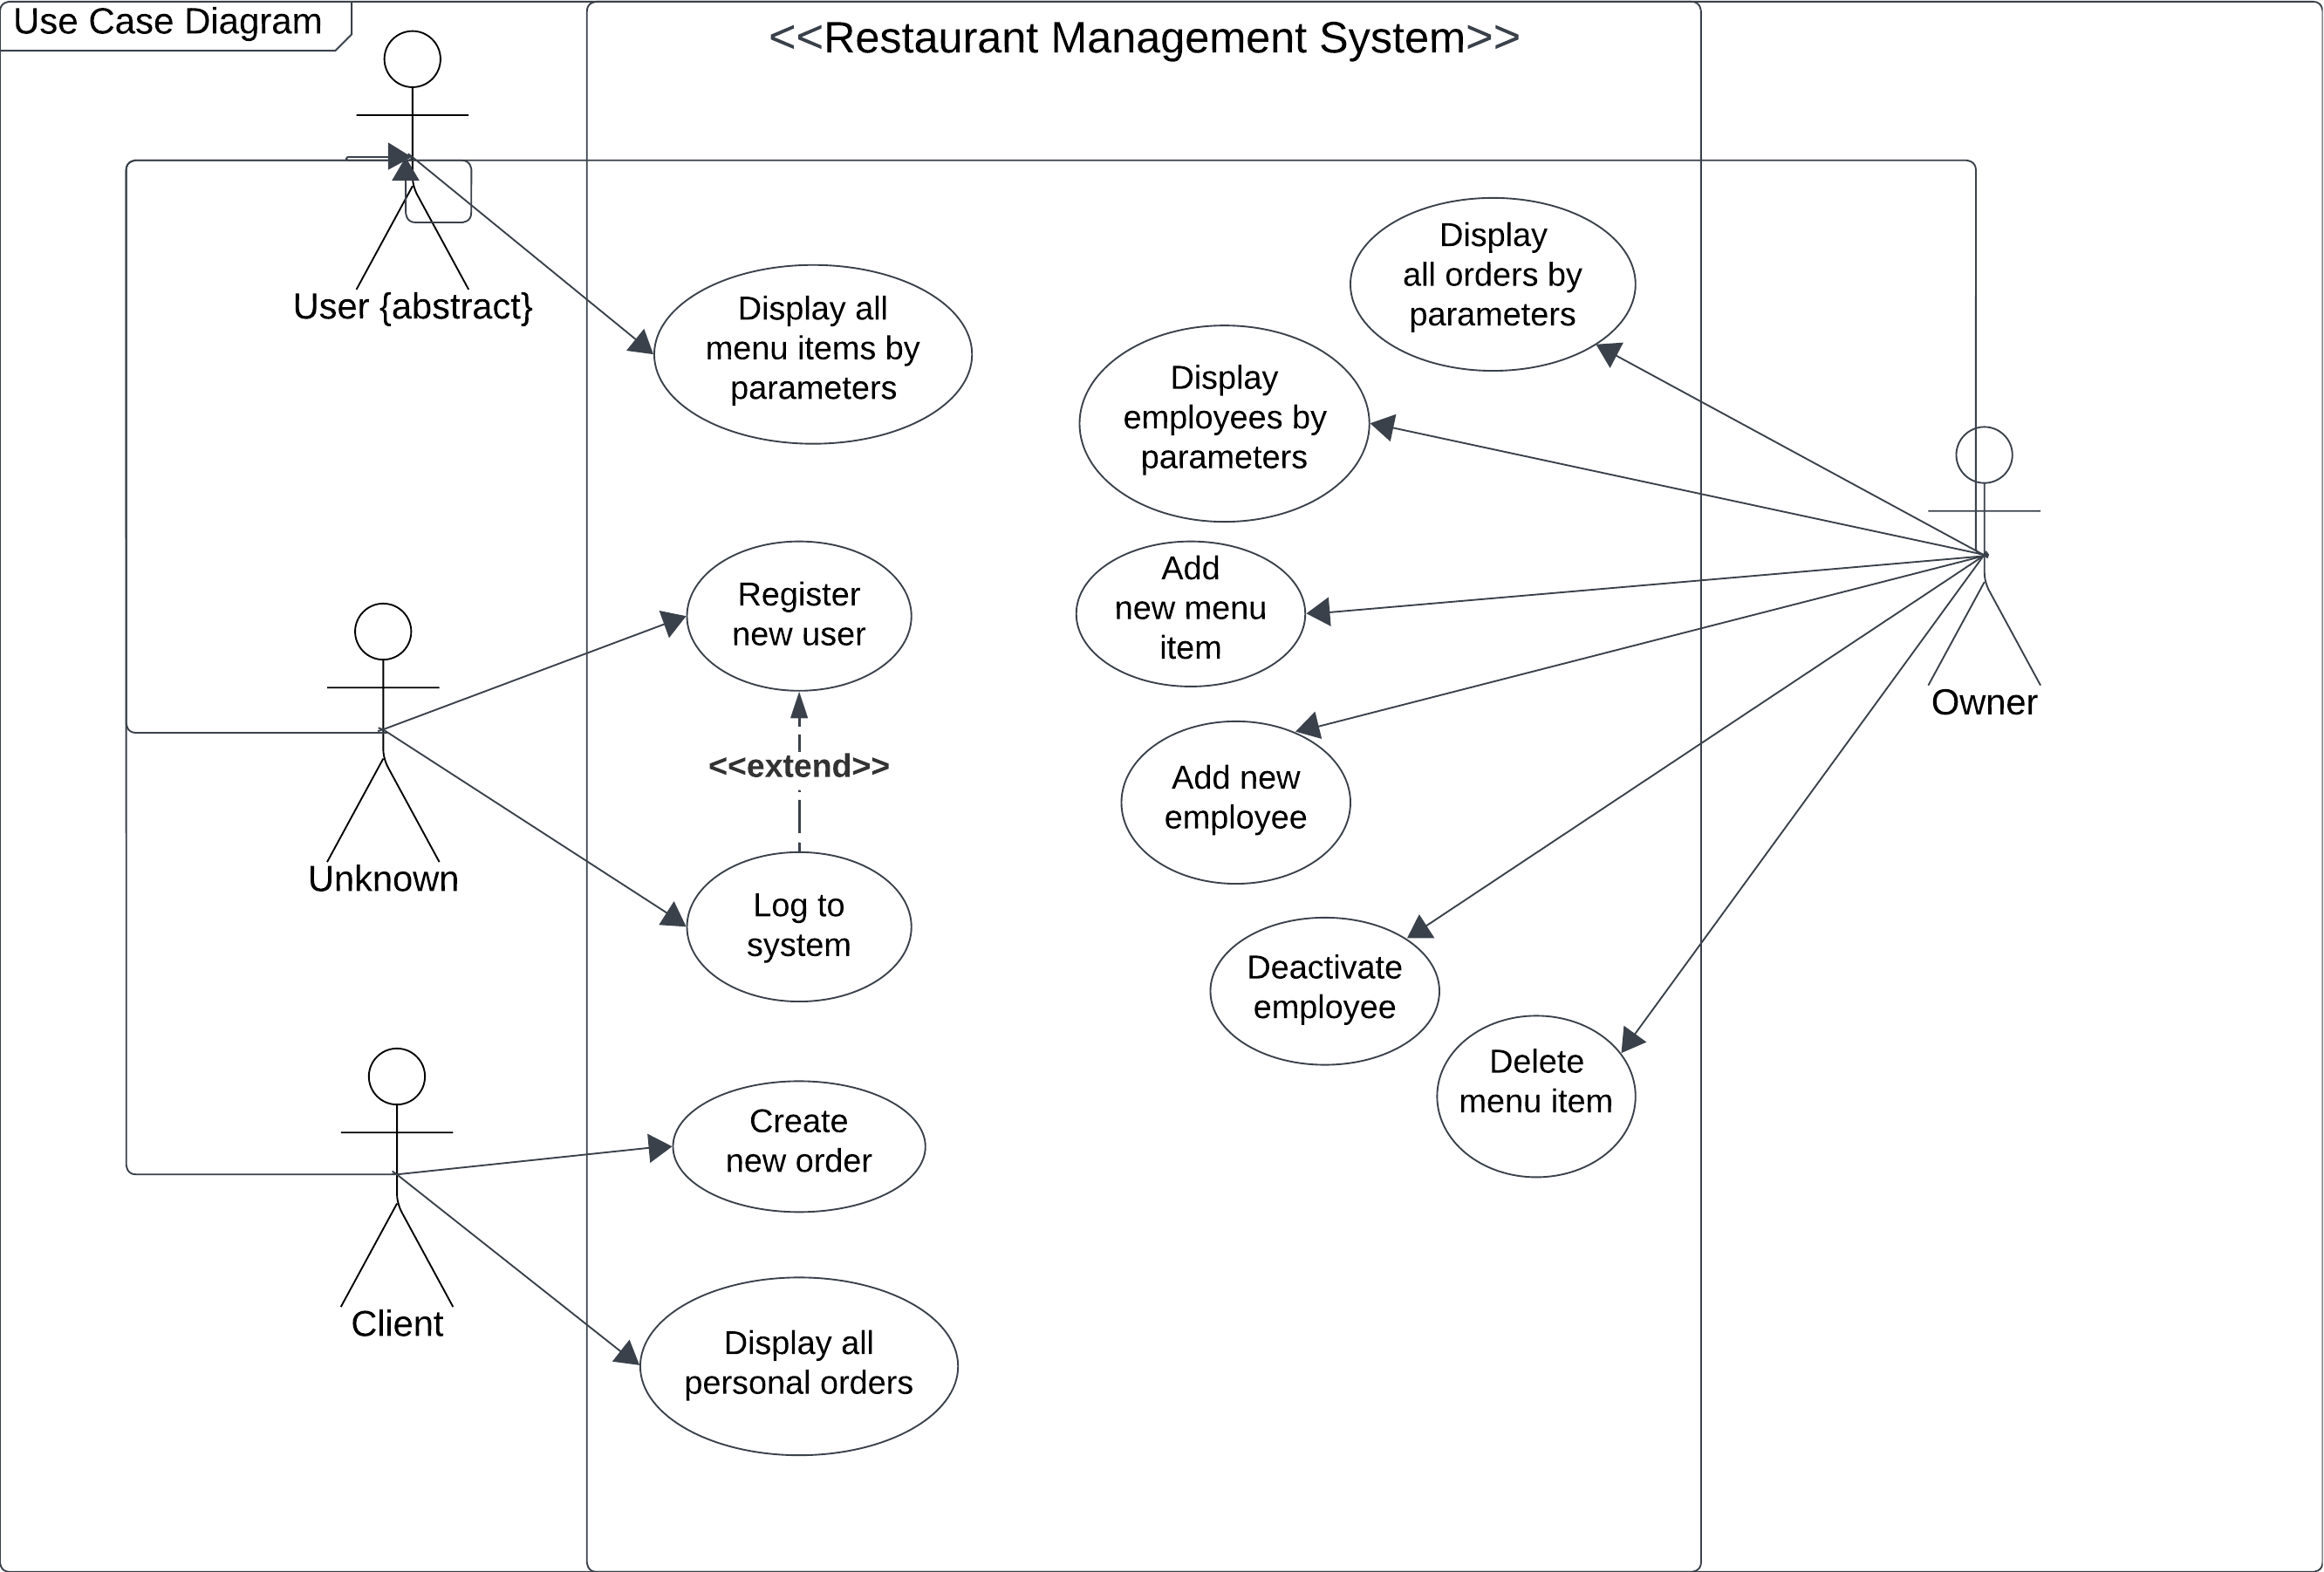 Use Case Diagram
<<Restaurant Management System>>
User {abstract}
Display all
menu items by
parameters
Display
all orders by
parameters
Display
employees by
parameters
Register
new user
Add
new menu
item
Owner
<<extend>>
Add new
employee
Unknown
Log to
system
Deactivate
employee
Delete
menu item
Create
new order
Client
Display all
personal orders